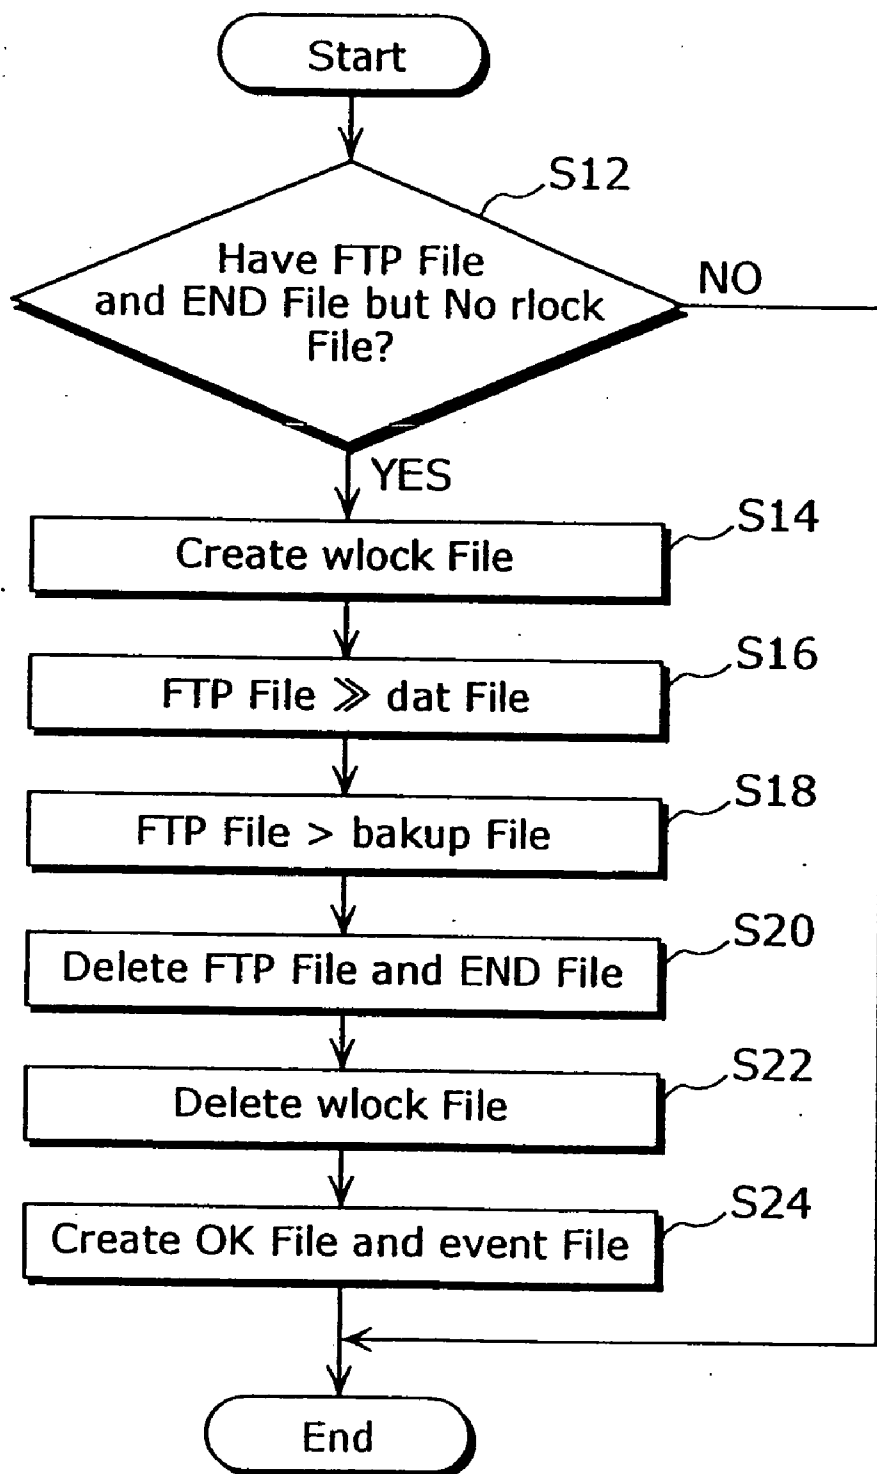 Start
S12
Have FTP File
and END File but No rlock
File?
NO
YES
S14
Create wlock File
S16
FTP File ≫ dat File
S18
FTP File > bakup File
S20
Delete FTP File and END File
S22
Delete wlock File
S24
Create OK File and event File
End